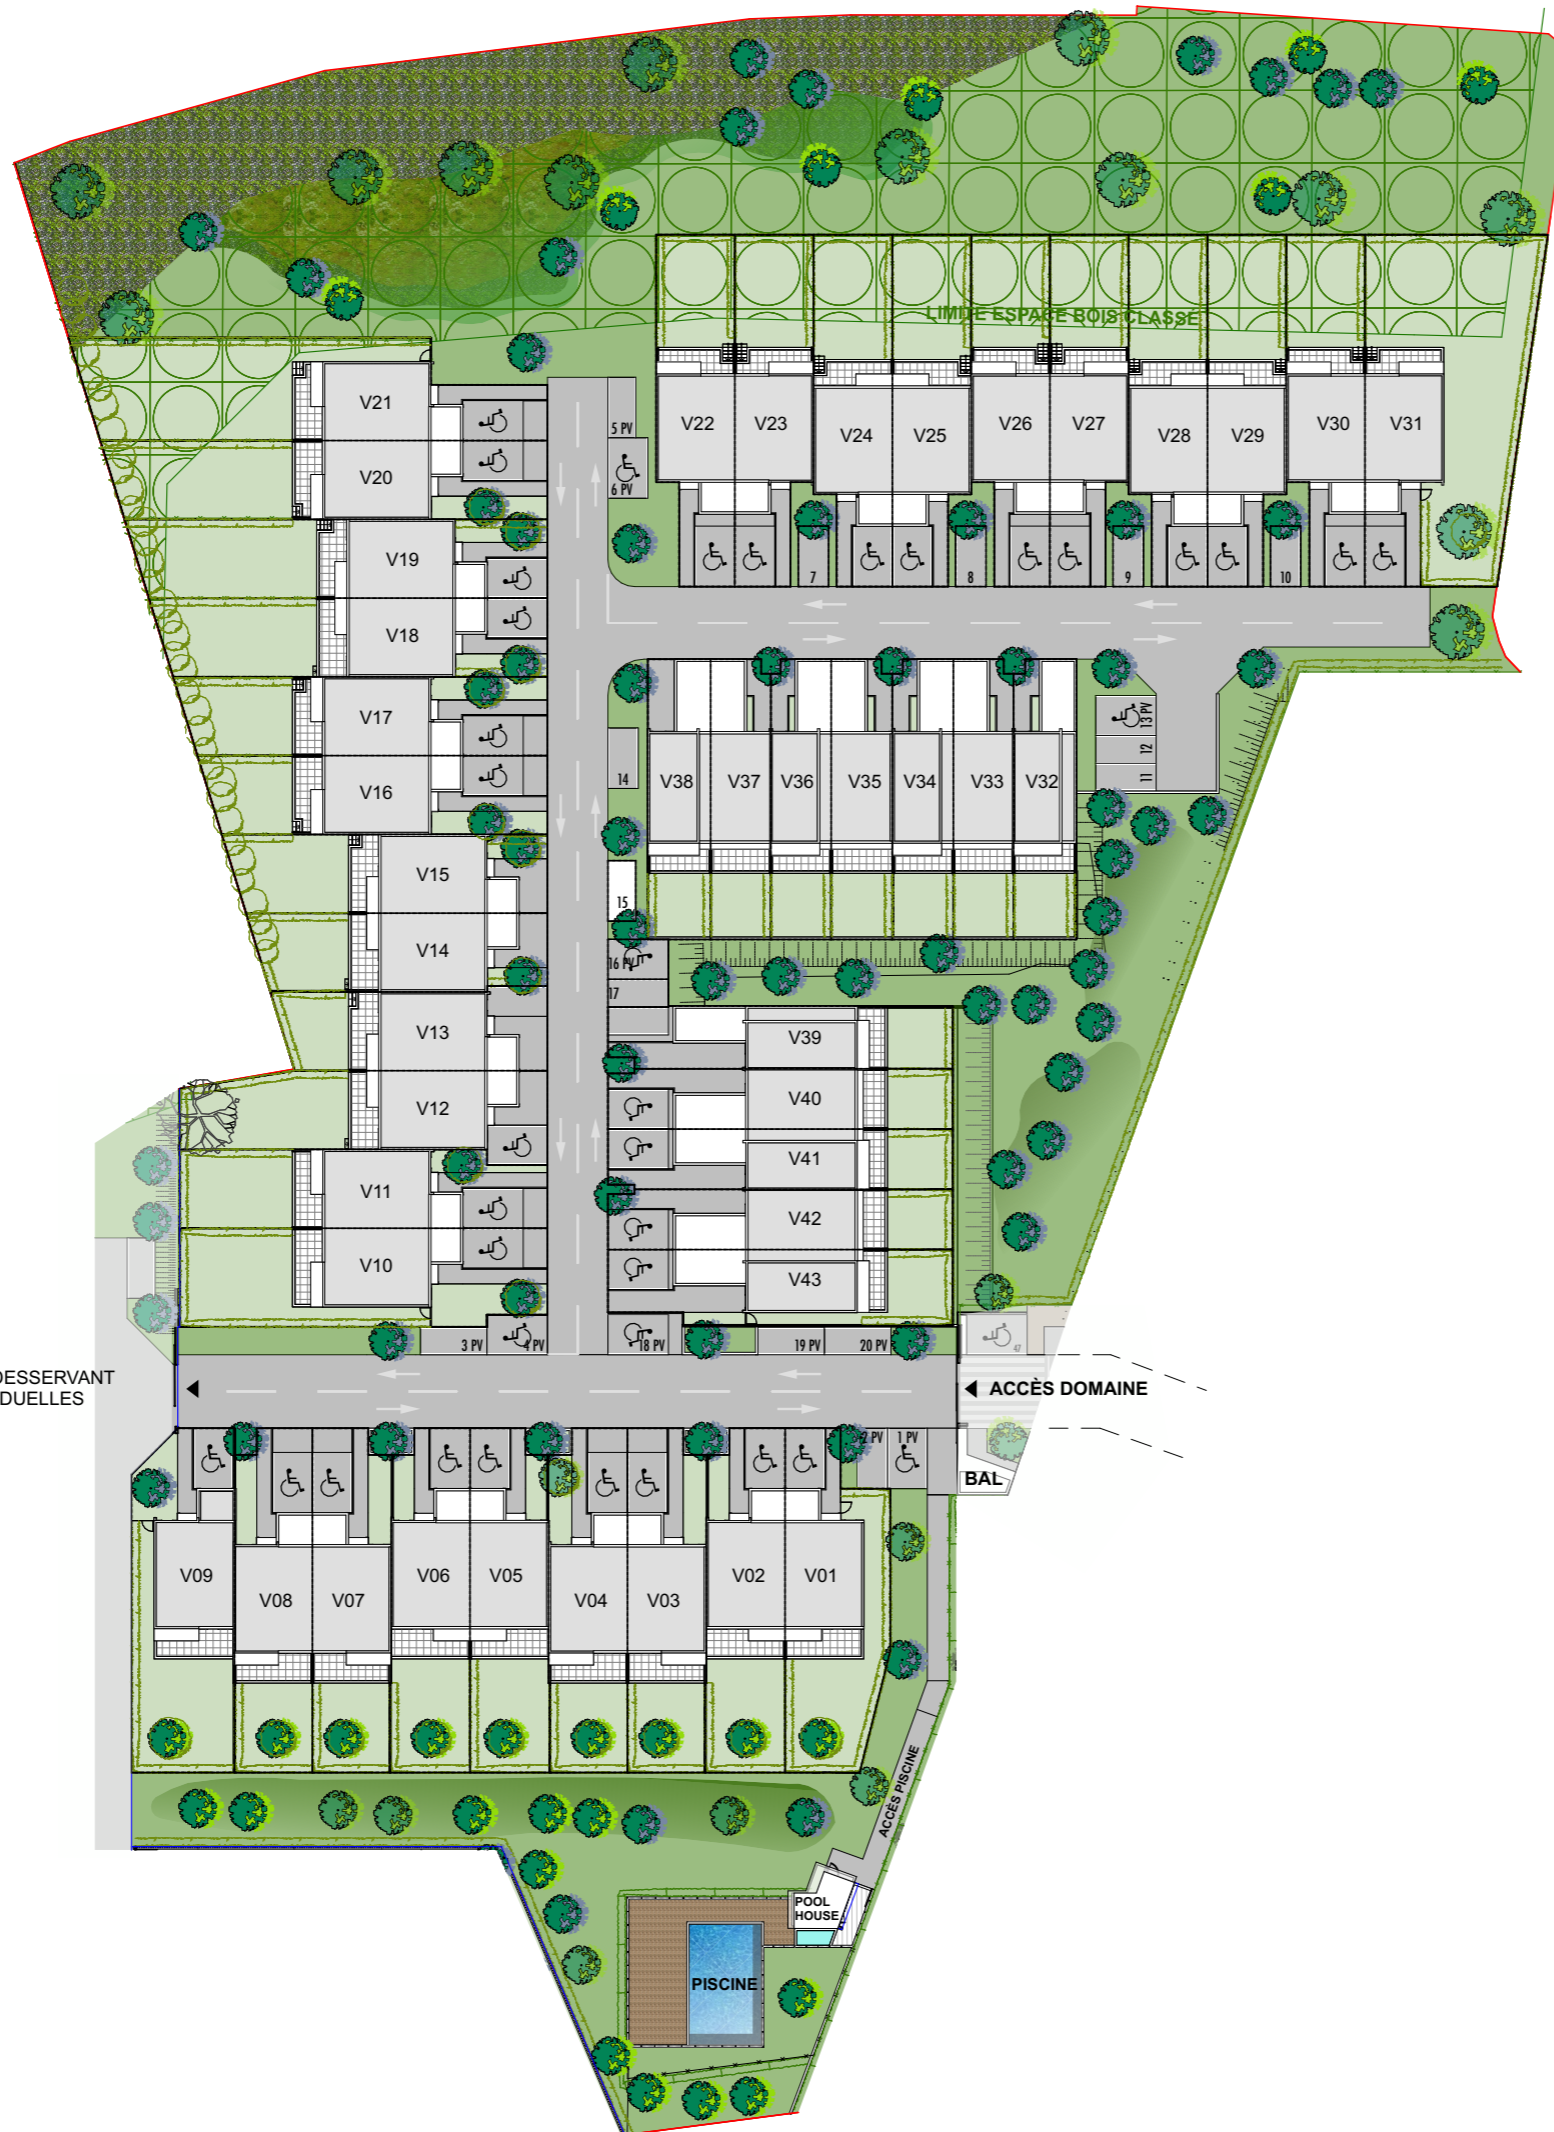 LIMITE ESPACE BOIS CLASSÉ
V21
V20
V19
V18
V17
V16
V15
V14
V13
V12
V11
V10
5 PV
6 PV
V22
V23
V24
V25
V26
V27
V28
V29
V30
V31
7
8
9
10
14
15
16 PV
17
V38
V37
V36
V35
V34
V33
V32
13 PV
12
11
V39
V40
V41
V42
V43
3 PV
4 PV
18 PV
19 PV
20 PV
47
DESSERVANT
DUELLES
ACCÈS DOMAINE
2 PV
1 PV
BAL
V09
V08
V07
V06
V05
V04
V03
V02
V01
ACCÈS PISCINE
POOL
HOUSE
PISCINE